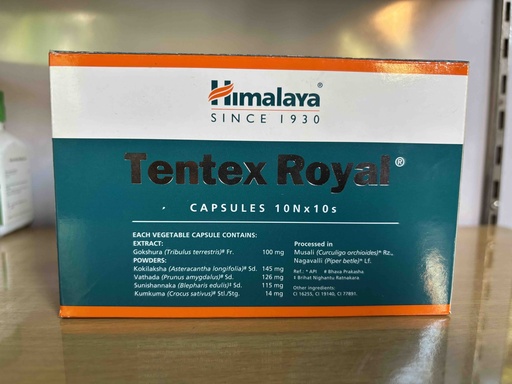 Himalaya®
SINCE 1930
Tentex Royal®
CAPSULES 10Nx10s
EACH VEGETABLE CAPSULE CONTAINS:
EXTRACT:
Gokshura (Tribulus terrestris)# Fr. 100 mg
POWDERS:
Kokilaksha (Asteracantha longifolia)* Sd. 145 mg
Vathada (Prunus amygdalus)* Sd. 126 mg
Sunishannaka (Blepharis edulis)‡ Sd. 115 mg
Kumkuma (Crocus sativus)* Stl./Stg. 14 mg
Processed in
Musali (Curculigo orchioides)* Rz.,
Nagavalli (Piper betle)* Lf.
Ref.: * API # Bhava Prakasha
‡ Brihat Nighantu Ratnakara
Other ingredients:
CI 16255, CI 19140, CI 77891.